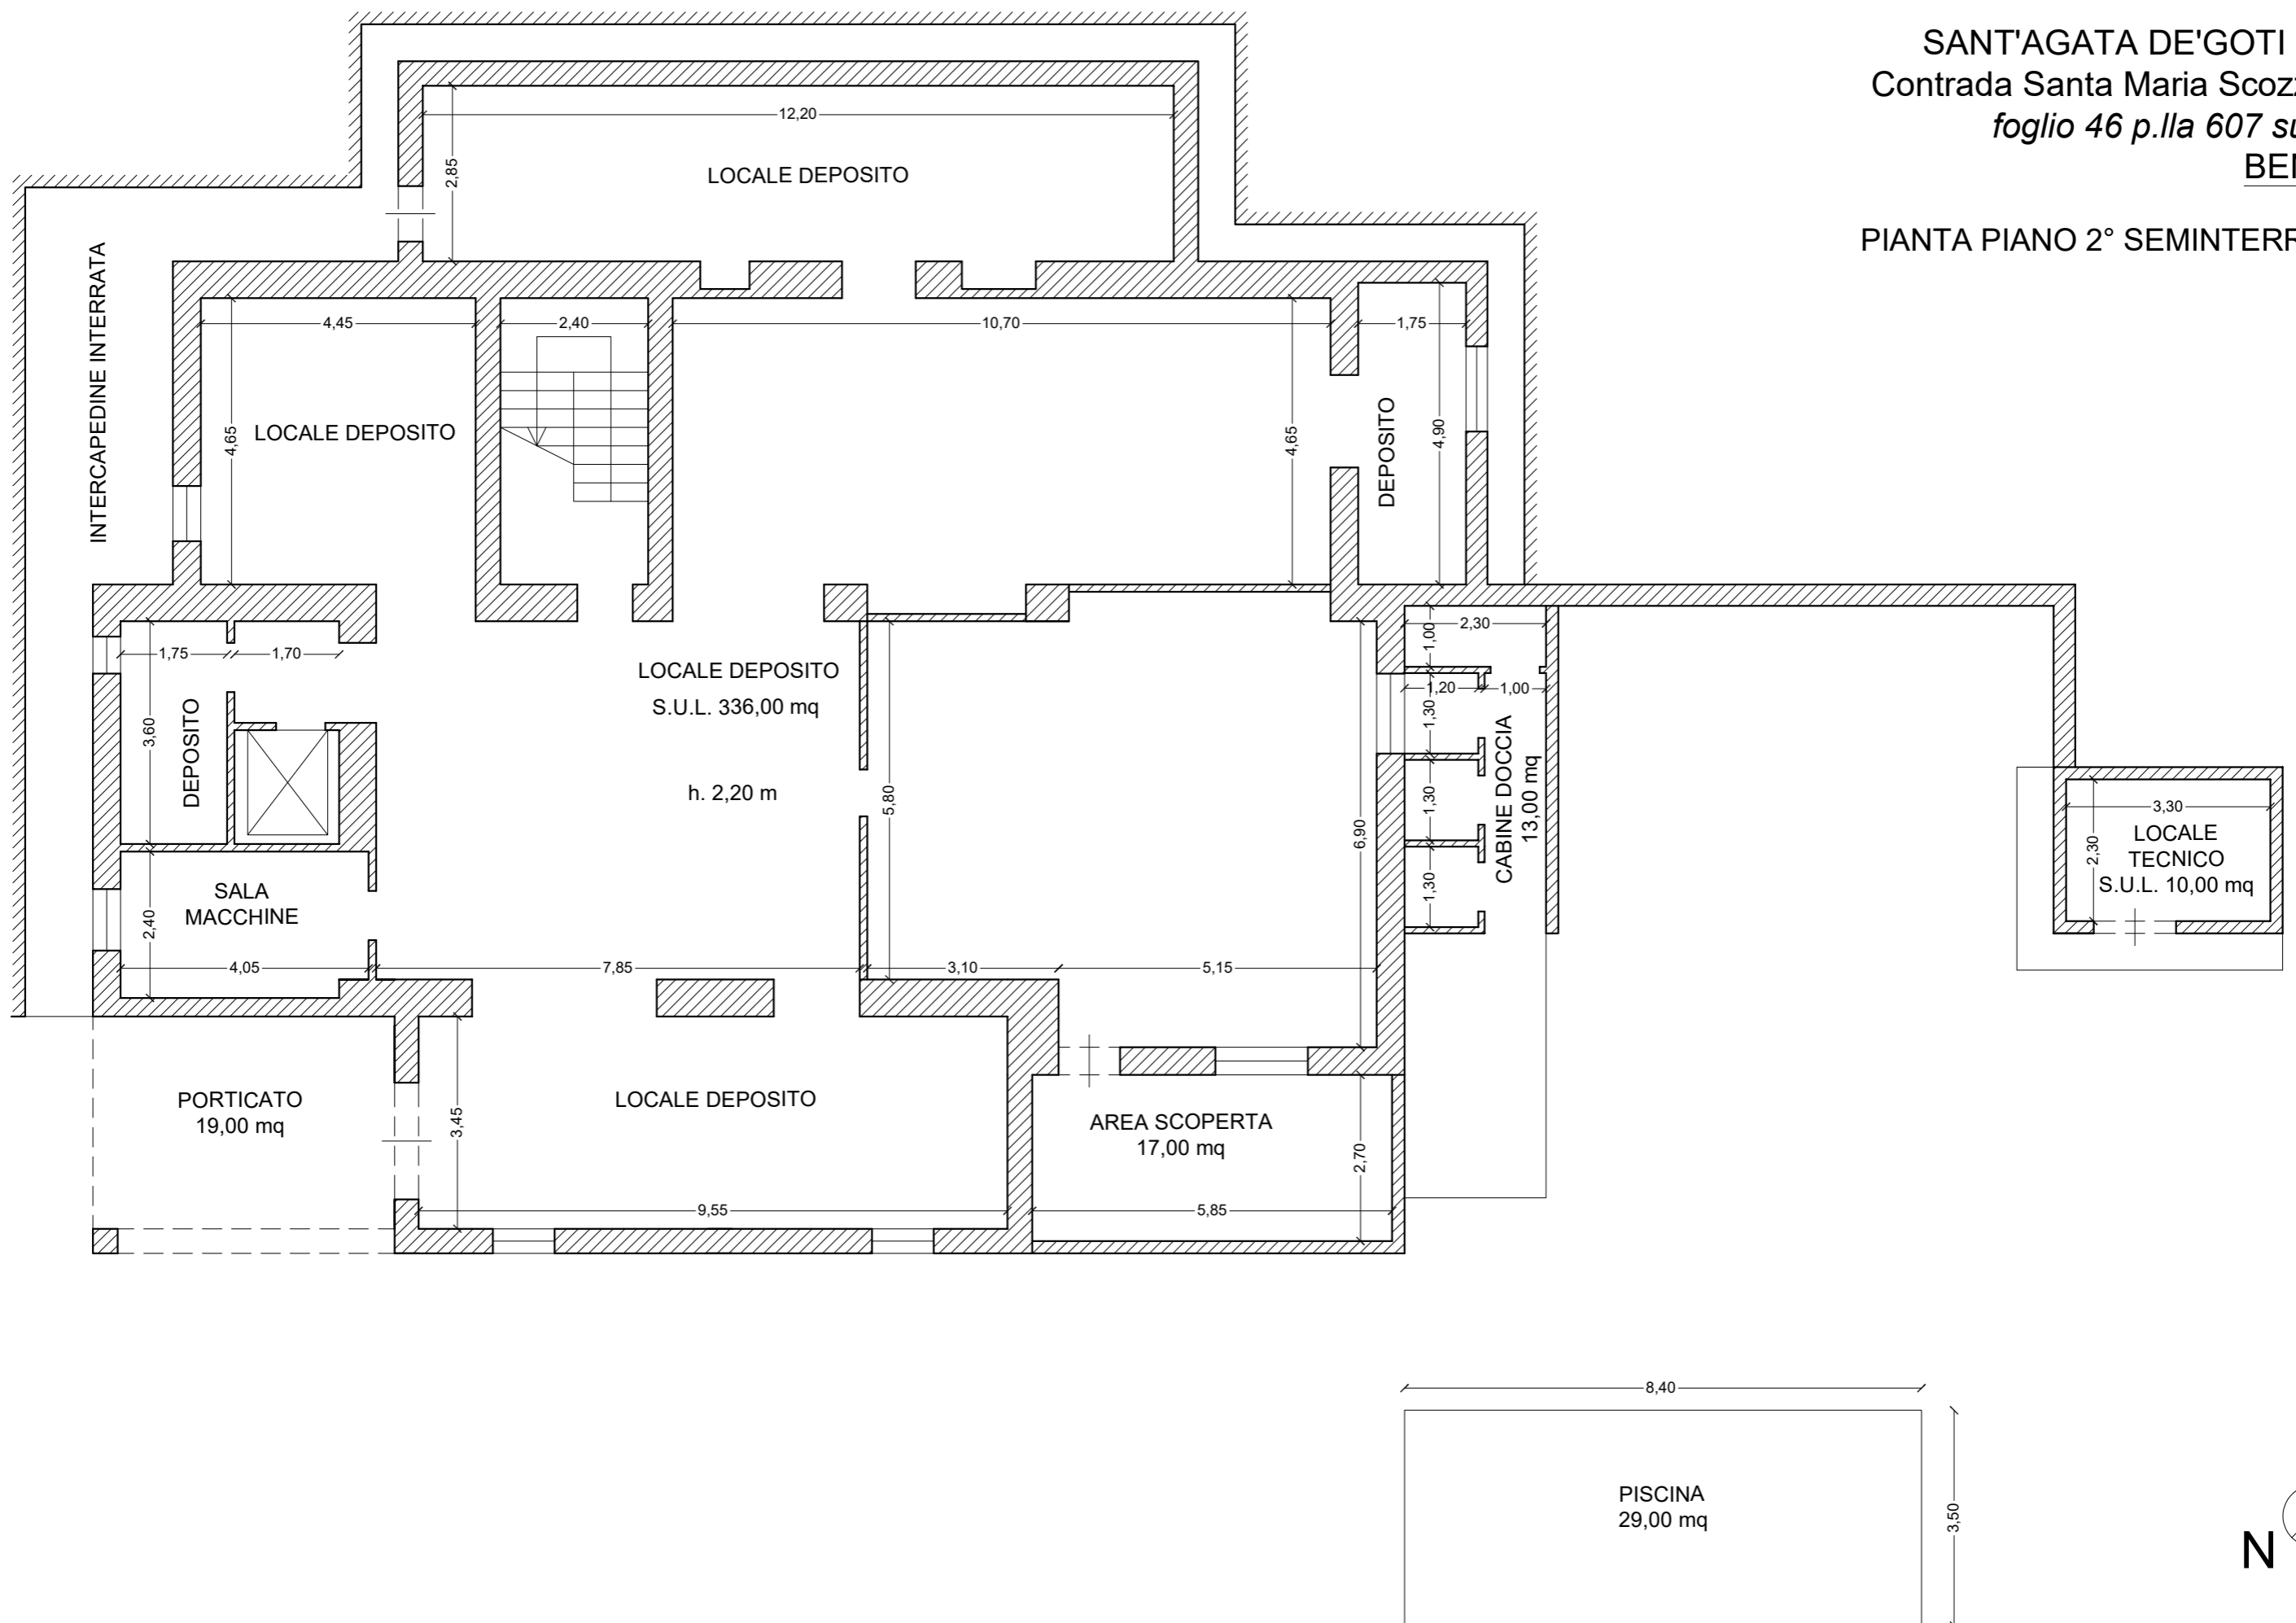 SANT'AGATA DE'GOTI
Contrada Santa Maria
foglio 46 p.lla 607
PIANTA PIANO 2°
12,20
2,85
LOCALE DEPOSITO
INTERCAPEDINE INTERRATA
4,45
2,40
10,70
1,75
4,65
LOCALE DEPOSITO
4,65
DEPOSITO
4,90
1,75
1,70
3,60
DEPOSITO
LOCALE DEPOSITO
S.U.L. 336,00 mq
h. 2,20 m
5,80
6,90
1,00
2,30
1,20
1,00
1,30
1,30
1,30
CABINE DOCCIA
13,00 mq
3,30
2,30
LOCALE
TECNICO
S.U.L. 10,00 mq
SALA
MACCHINE
2,40
4,05
7,85
3,10
5,15
PORTICATO
19,00 mq
3,45
LOCALE DEPOSITO
9,55
AREA SCOPERTA
17,00 mq
2,70
5,85
8,40
PISCINA
29,00 mq
3,50
N